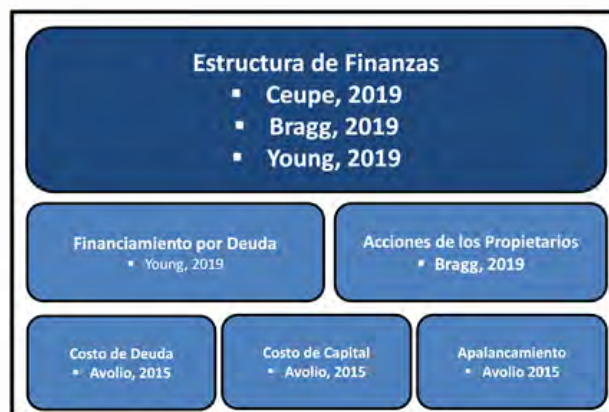 Estructura de Finanzas
▪ Ceupe, 2019
▪ Bragg, 2019
▪ Young, 2019
Financiamiento por Deuda
▪ Young, 2019
Acciones de los Propietarios
▪ Bragg, 2019
Costo de Deuda
▪ Avolio, 2015
Costo de Capital
▪ Avolio, 2015
Apalancamiento
▪ Avolio 2015